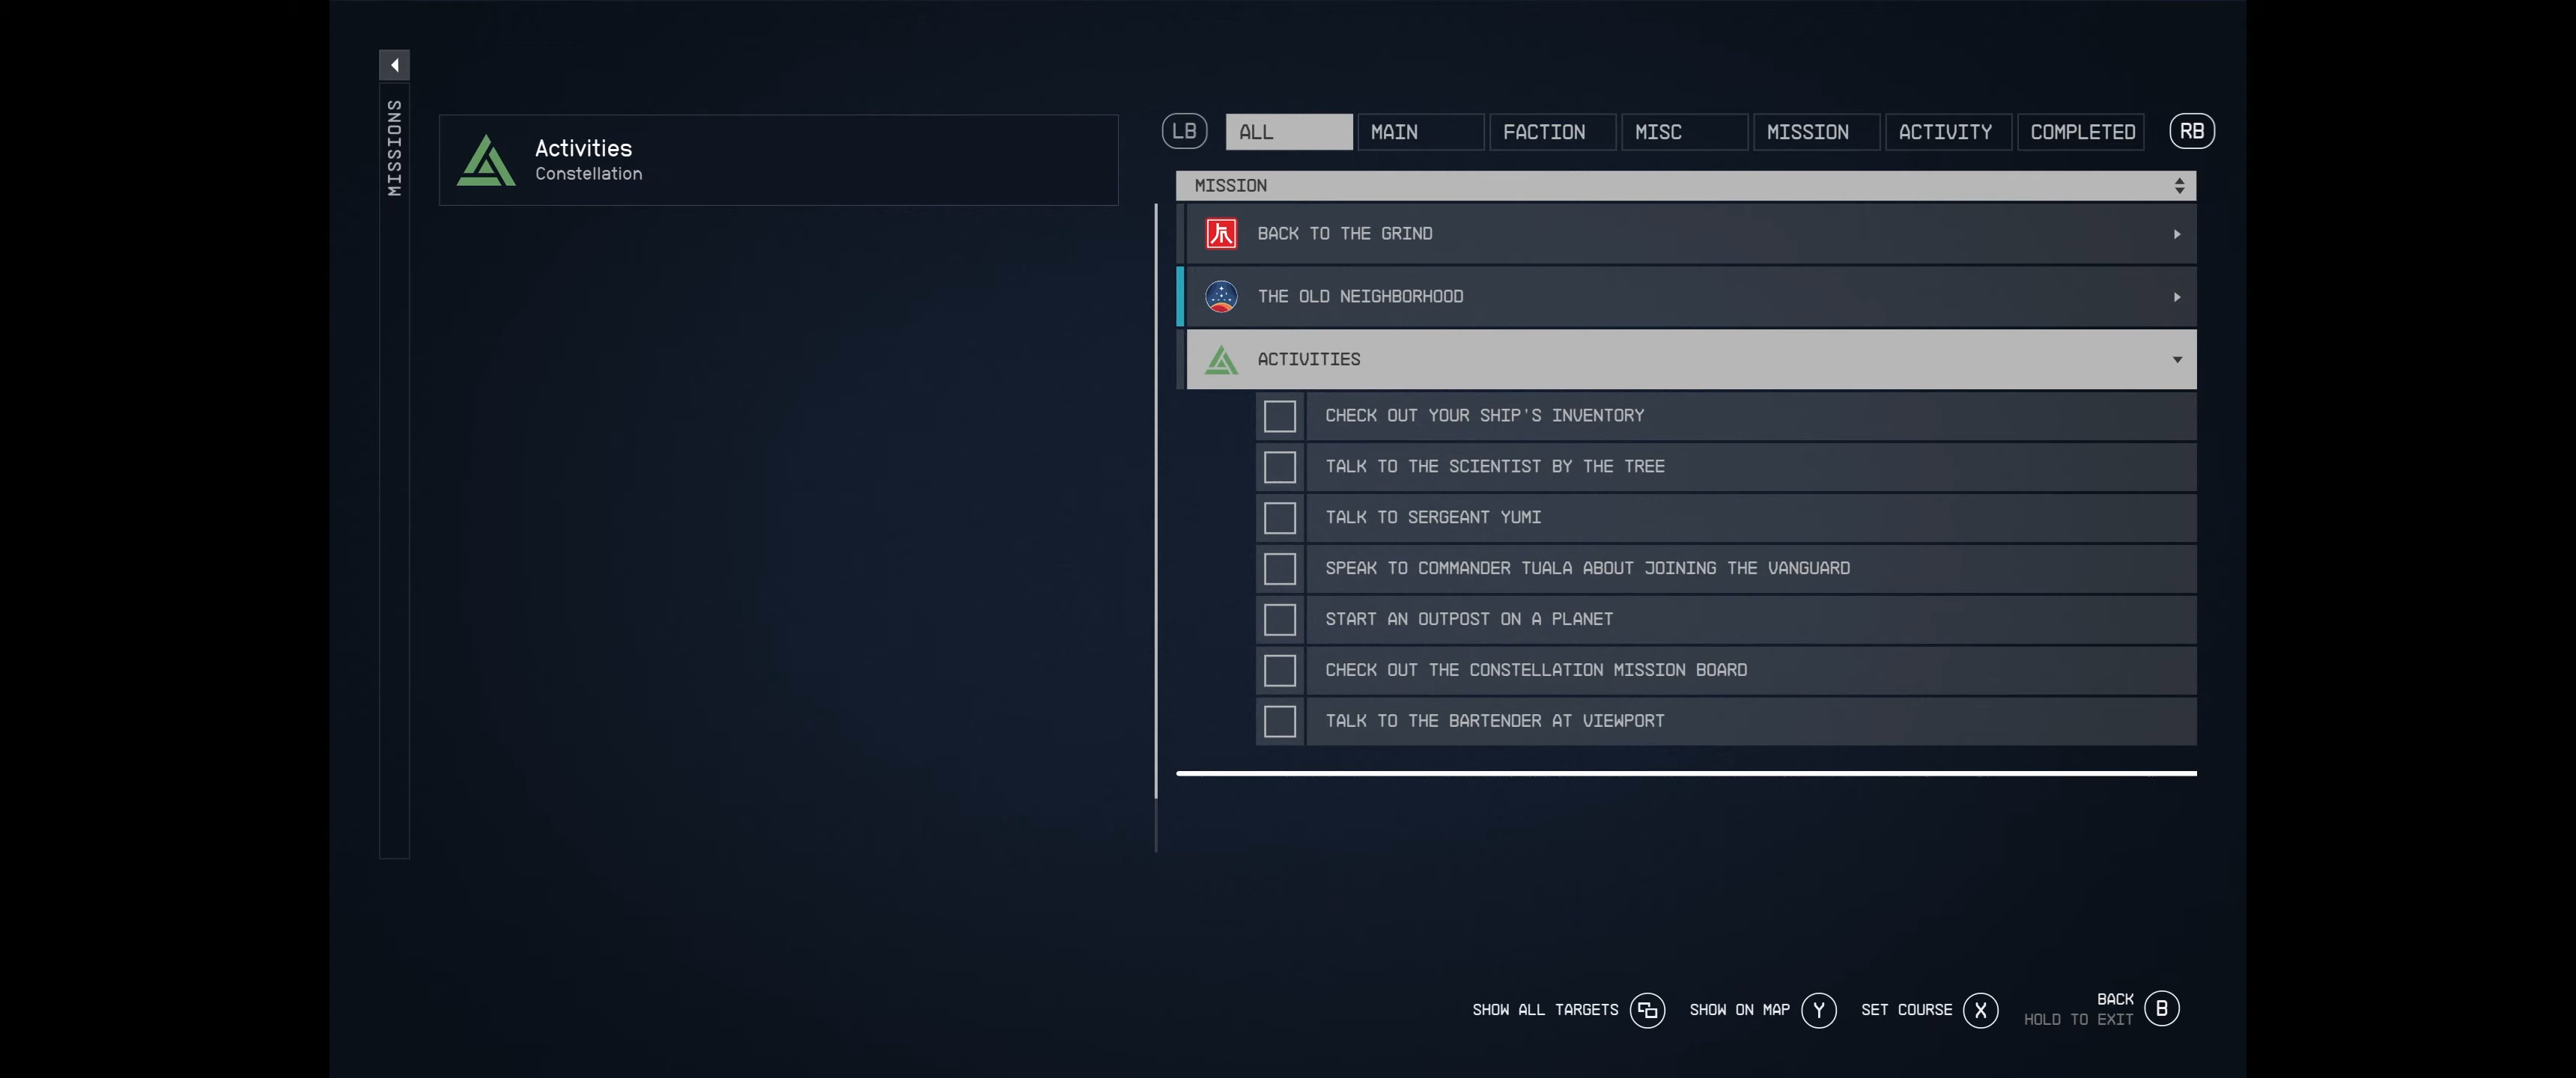 MISSIONS
Activities
Constellation
LB
ALL
MAIN
FACTION
MISC
MISSION
ACTIVITY
COMPLETED
RB
MISSION
BACK TO THE GRIND
THE OLD NEIGHBORHOOD
ACTIVITIES
CHECK OUT YOUR SHIP'S INVENTORY
TALK TO THE SCIENTIST BY THE TREE
TALK TO SERGEANT YUMI
SPEAK TO COMMANDER TUALA ABOUT JOINING THE VANGUARD
START AN OUTPOST ON A PLANET
CHECK OUT THE CONSTELLATION MISSION BOARD
TALK TO THE BARTENDER AT VIEWPORT
SHOW ALL TARGETS
SHOW ON MAP Y
SET COURSE X
BACK B
HOLD TO EXIT